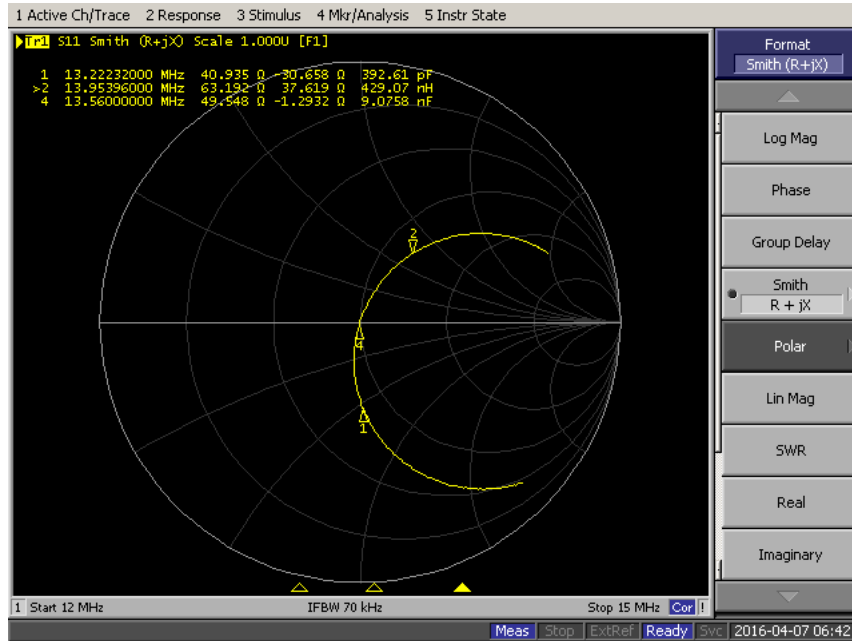 1 Active Ch/Trace 2 Response 3 Stimulus 4 Mkr/Analysis 5 Instr State
Tr1 S11 Smith (R+jX) Scale 1.000U [F1]
1 13.22232000 MHz 40.935 Ω -30.658 Ω 392.61 pF
>2 13.95396000 MHz 63.192 Ω 37.619 Ω 429.07 nH
4 13.56000000 MHz 49.548 Ω -1.2932 Ω 9.0758 nF
2
4
1
Format
Smith (R+jX)
Log Mag
Phase
Group Delay
Smith
R + jX
Polar
Lin Mag
SWR
Real
Imaginary
1 Start 12 MHz IFBW 70 kHz Stop 15 MHz Cor !
Meas Stop ExtRef Ready Svc 2016-04-07 06:42